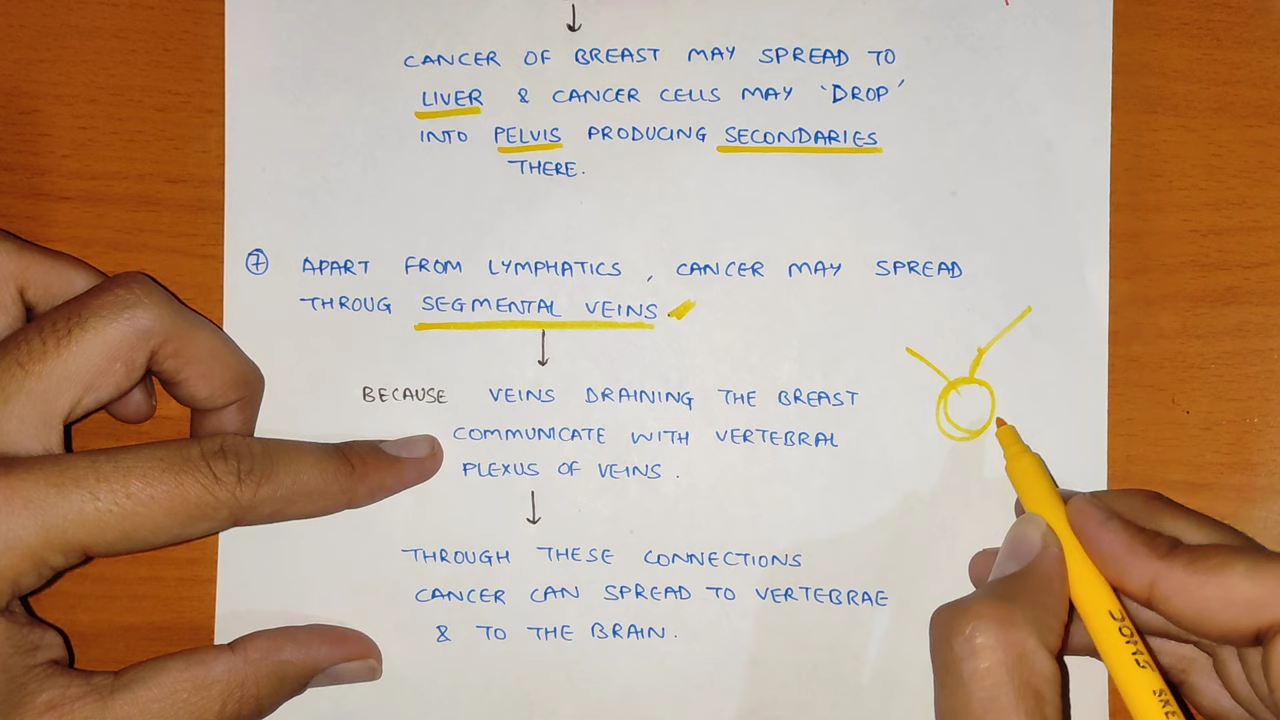 CANCER OF BREAST MAY SPREAD TO
LIVER & CANCER CELLS MAY 'DROP'
INTO PELVIS PRODUCING SECONDARIES
THERE.
⑦ APART FROM LYMPHATICS, CANCER MAY SPREAD
THROUG SEGMENTAL VEINS.
BECAUSE VEINS DRAINING THE BREAST
COMMUNICATE WITH VERTEBRAL
PLEXUS OF VEINS.
THROUGH THESE CONNECTIONS
CANCER CAN SPREAD TO VERTEBRAE
& TO THE BRAIN.
DOMS SKE